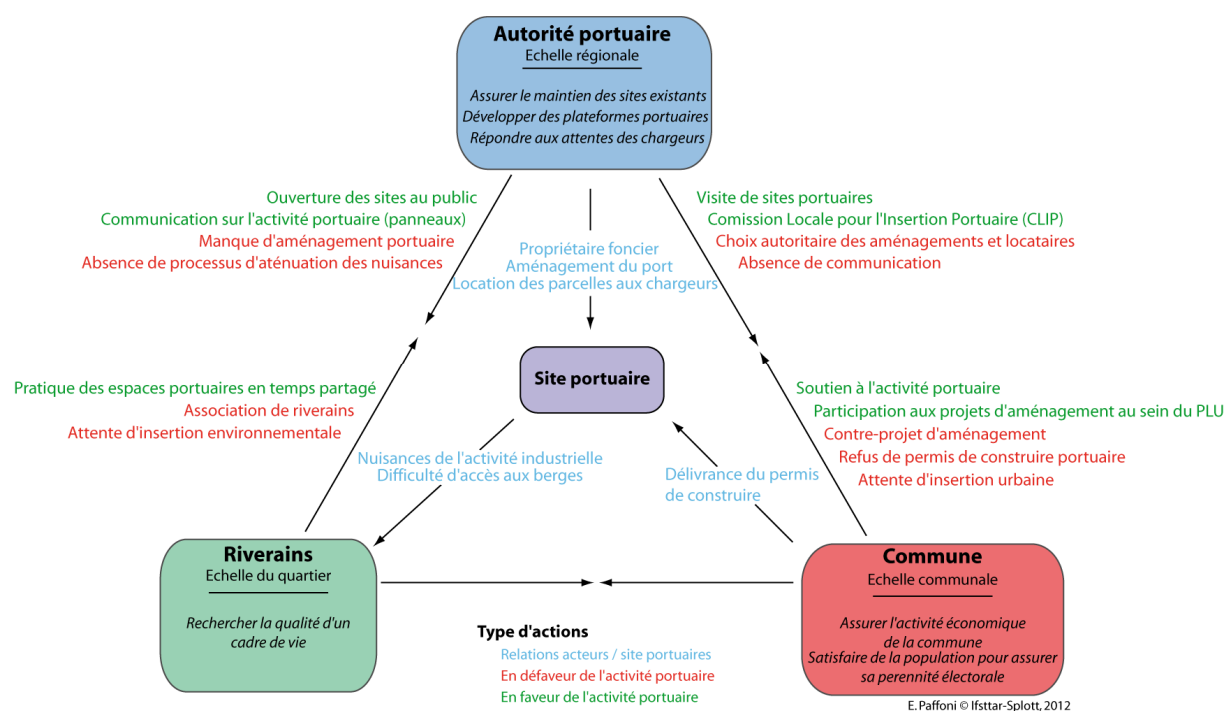 Autorité portuaire
Echelle régionale
Assurer le maintien des sites existants
Développer des plateformes portuaires
Répondre aux attentes des chargeurs
Ouverture des sites au public
Communication sur l'activité portuaire (panneaux)
Manque d'aménagement portuaire
Absence de processus d'aténuation des nuisances
Propriétaire foncier
Aménagement du port
Location des parcelles aux chargeurs
Visite de sites portuaires
Comission Locale pour l'Insertion Portuaire (CLIP)
Choix autoritaire des aménagements et locataires
Absence de communication
Site portuaire
Pratique des espaces portuaires en temps partagé
Association de riverains
Attente d'insertion environnementale
Soutien à l'activité portuaire
Participation aux projets d'aménagement au sein du PLU
Contre-projet d'aménagement
Refus de permis de construire portuaire
Attente d'insertion urbaine
Nuisances de l'activité industrielle
Difficulté d'accès aux berges
Délivrance du permis
de construire
Riverains
Echelle du quartier
Rechercher la qualité d'un
cadre de vie
Commune
Echelle communale
Assurer l'activité économique
de la commune
Satisfaire de la population pour assurer
sa perennité électorale
Type d'actions
Relations acteurs / site portuaires
En défaveur de l'activité portuaire
En faveur de l'activité portuaire
E. Paffoni © Ifsttar-Splott, 2012